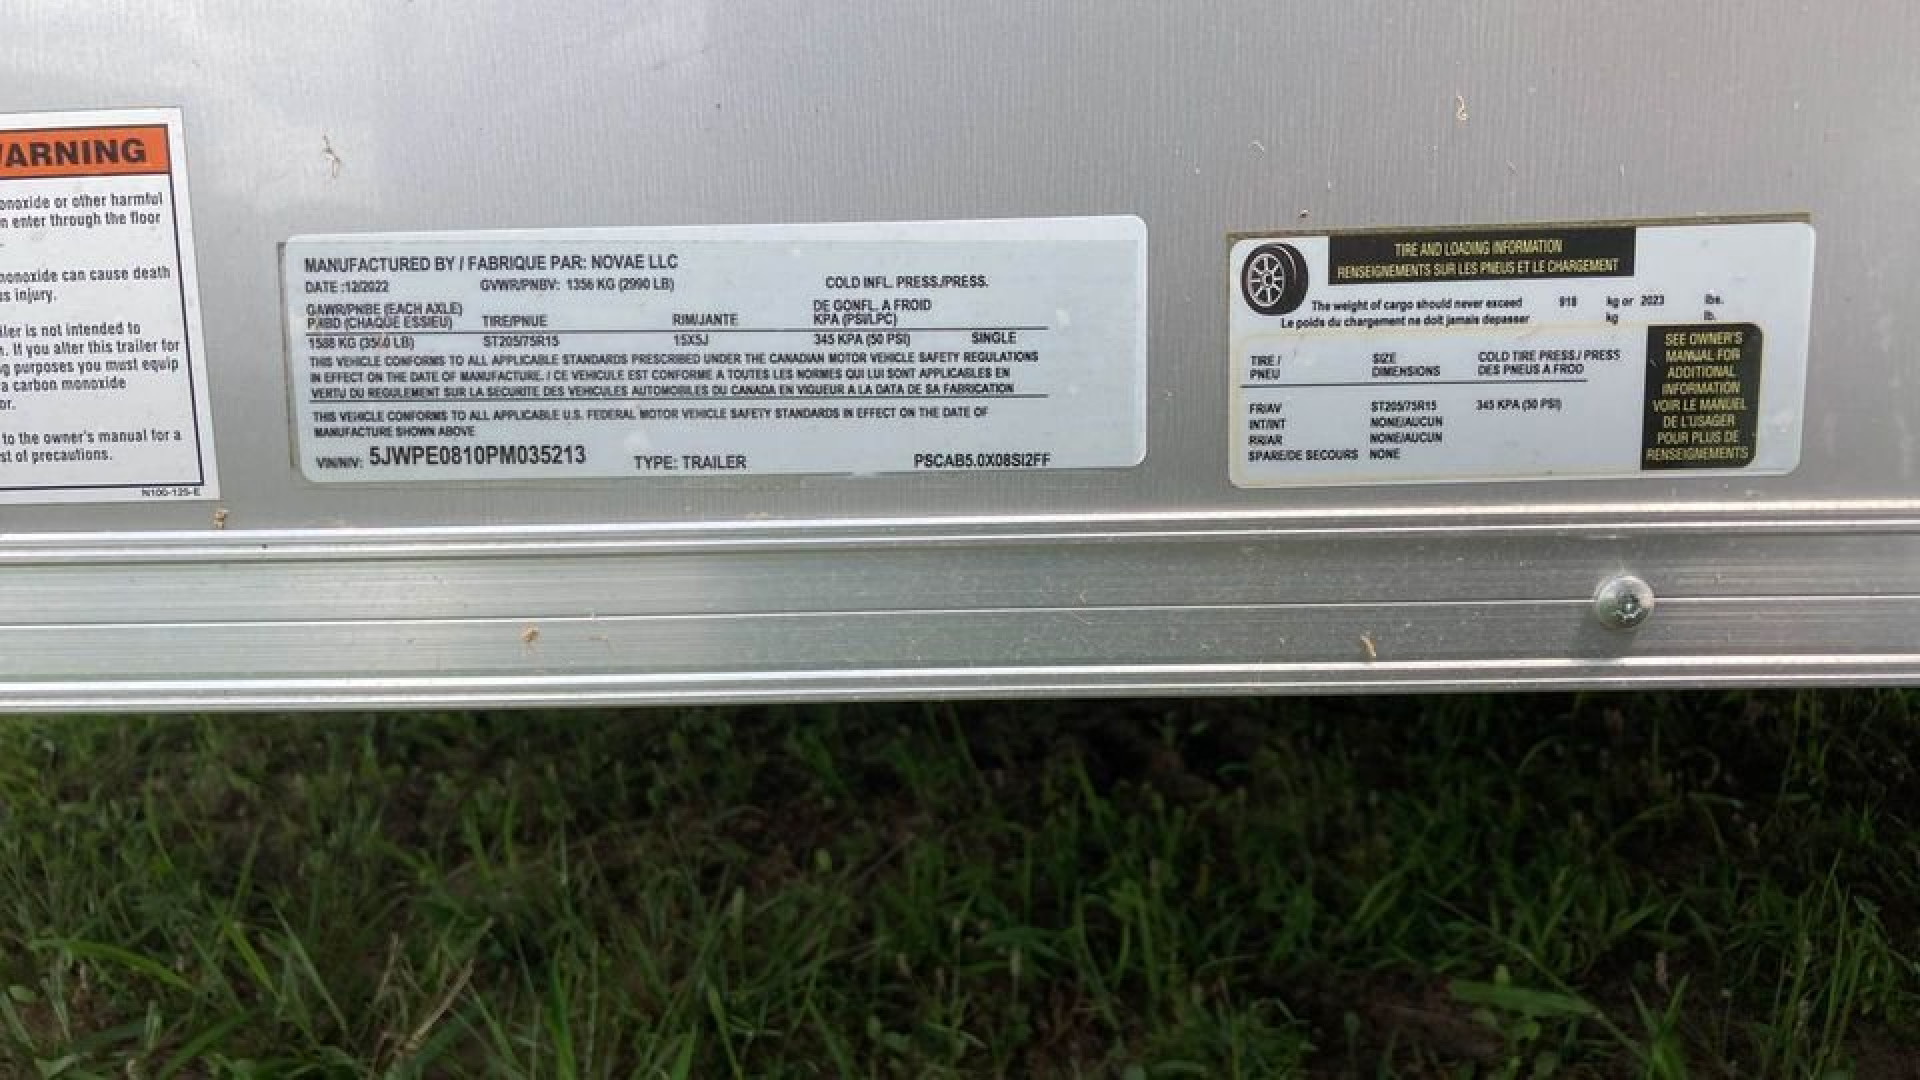 WARNING
onoxide or other harmful
n enter through the floor
onoxide can cause death
s injury.
iler is not intended to
. If you alter this trailer for
g purposes you must equip
a carbon monoxide
or.
to the owner's manual for a
st of precautions.
N100-125-E
MANUFACTURED BY / FABRIQUE PAR: NOVAE LLC
DATE :12/2022 GVWR/PNBV: 1356 KG (2990 LB) COLD INFL. PRESS./PRESS.
GAWR/PNBE (EACH AXLE) DE GONFL. A FROID
(CHAQUE ESSIEU) TIRE/PNUE RIM/JANTE KPA (PSI/LPC)
1588 KG (3500 LB) ST205/75R15 15X5J 345 KPA (50 PSI) SINGLE
THIS VEHICLE CONFORMS TO ALL APPLICABLE STANDARDS PRESCRIBED UNDER THE CANADIAN MOTOR VEHICLE SAFETY REGULATIONS
IN EFFECT ON THE DATE OF MANUFACTURE. / CE VEHICULE EST CONFORME A TOUTES LES NORMES QUI LUI SONT APPLICABLES EN
VERTU DU REGULEMENT SUR LA SECURITE DES VEHICULES AUTOMOBILES DU CANADA EN VIGUEUR A LA DATA DE SA FABRICATION
THIS VEHICLE CONFORMS TO ALL APPLICABLE U.S. FEDERAL MOTOR VEHICLE SAFETY STANDARDS IN EFFECT ON THE DATE OF
MANUFACTURE SHOWN ABOVE
VIN/NIV: 5JWPE0810PM035213 TYPE: TRAILER PSCAB5.0X08SI2FF
TIRE AND LOADING INFORMATION
RENSEIGNEMENTS SUR LES PNEUS ET LE CHARGEMENT
The weight of cargo should never exceed 918 kg or 2023 lbs.
Le poids du chargement ne doit jamais depasser kg lb.
TIRE / SIZE COLD TIRE PRESS./ PRESS
PNEU DIMENSIONS DES PNEUS A FROID
FR/AV ST205/75R15 345 KPA (50 PSI)
INT/INT NONE/AUCUN
RR/AR NONE/AUCUN
SPARE/DE SECOURS NONE
SEE OWNER'S
MANUAL FOR
ADDITIONAL
INFORMATION
VOIR LE MANUEL
DE L'USAGER
POUR PLUS DE
RENSEIGNEMENTS